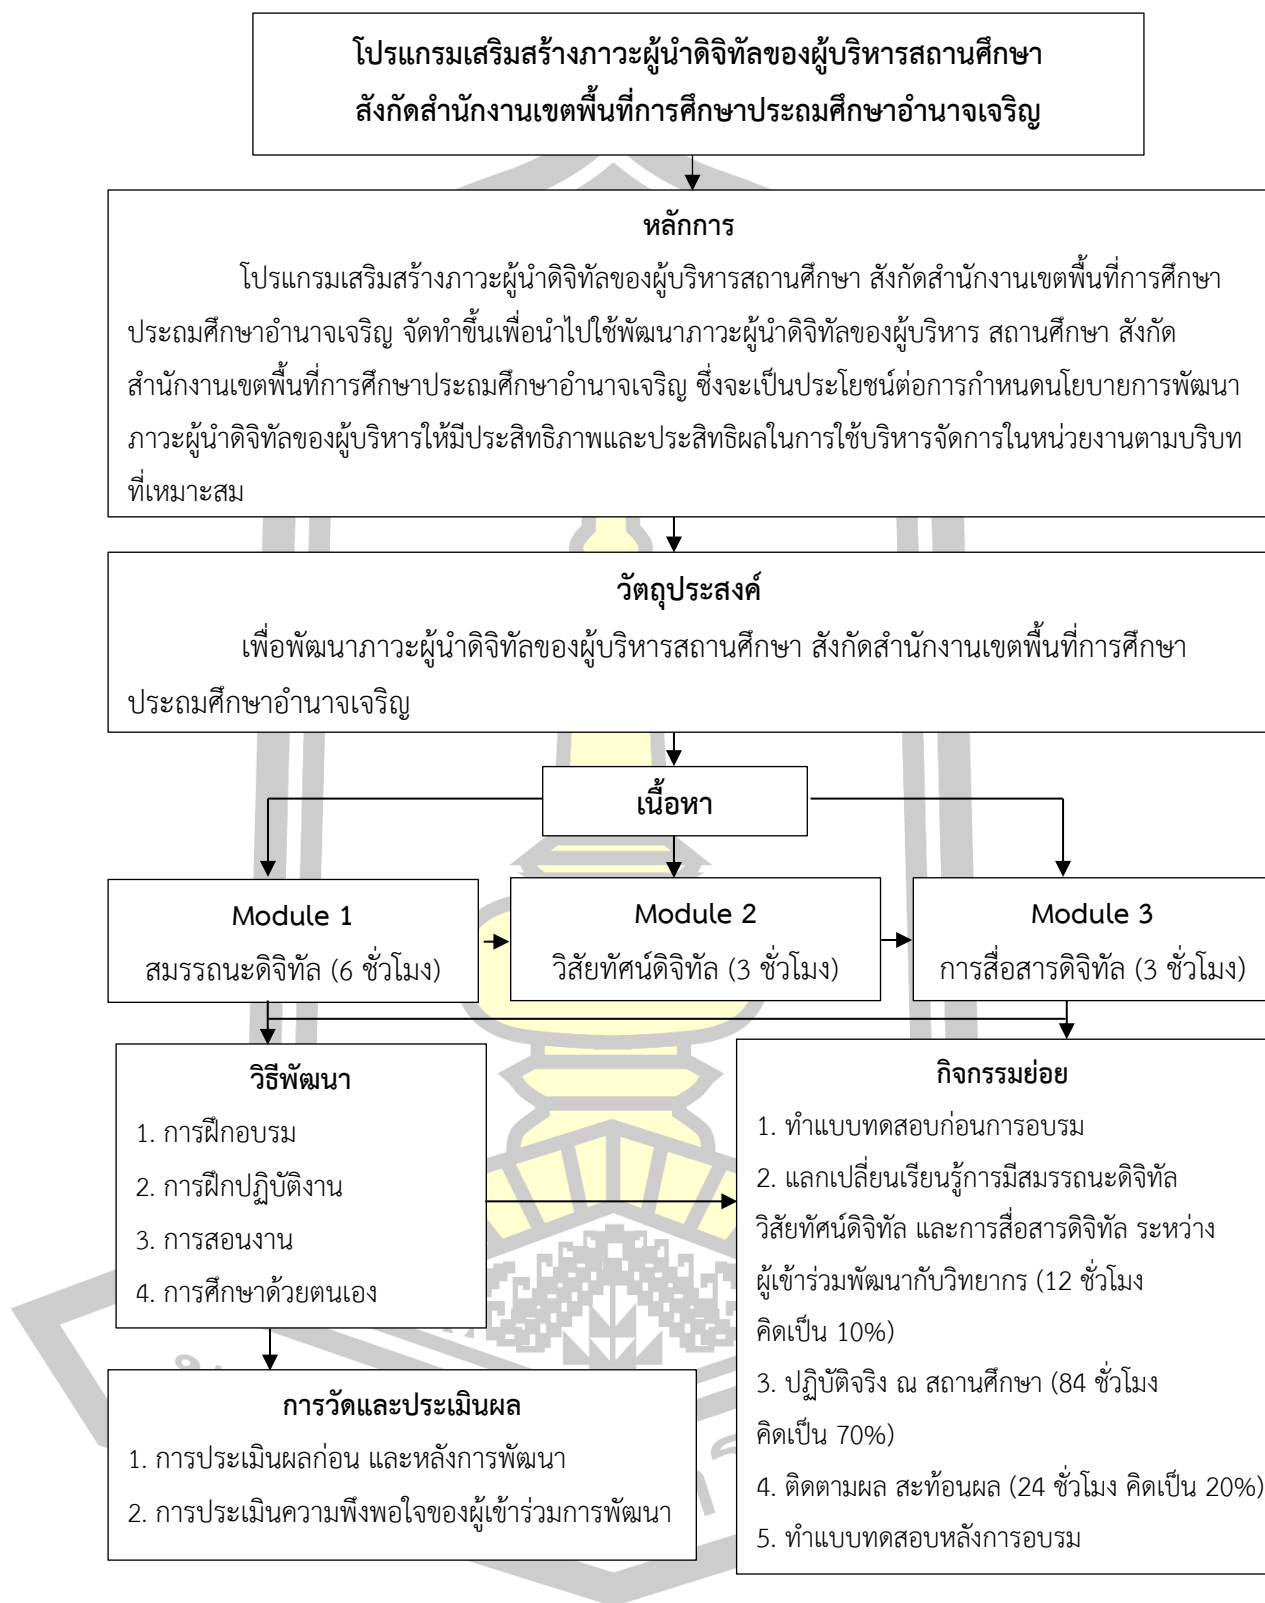 โปรแกรมเสริมสร้างภาวะผู้นำดิจิทัลของผู้บริหารสถานศึกษา
สังกัดสำนักงานเขตพื้นที่การศึกษาประถมศึกษาอำนาจเจริญ
หลักการ
โปรแกรมเสริมสร้างภาวะผู้นำดิจิทัลของผู้บริหารสถานศึกษา สังกัดสำนักงานเขตพื้นที่การศึกษา
ประถมศึกษาอำนาจเจริญ จัดทำขึ้นเพื่อนำไปใช้พัฒนาภาวะผู้นำดิจิทัลของผู้บริหาร สถานศึกษา สังกัด
สำนักงานเขตพื้นที่การศึกษาประถมศึกษาอำนาจเจริญ ซึ่งจะเป็นประโยชน์ต่อการกำหนดนโยบายการพัฒนา
ภาวะผู้นำดิจิทัลของผู้บริหารให้มีประสิทธิภาพและประสิทธิผลในการใช้บริหารจัดการในหน่วยงานตามบริบท
ที่เหมาะสม
วัตถุประสงค์
เพื่อพัฒนาภาวะผู้นำดิจิทัลของผู้บริหารสถานศึกษา สังกัดสำนักงานเขตพื้นที่การศึกษา
ประถมศึกษาอำนาจเจริญ
เนื้อหา
Module 1
สมรรถนะดิจิทัล (6 ชั่วโมง)
Module 2
วิสัยทัศน์ดิจิทัล (3 ชั่วโมง)
Module 3
การสื่อสารดิจิทัล (3 ชั่วโมง)
วิธีพัฒนา
1. การฝึกอบรม
2. การฝึกปฏิบัติงาน
3. การสอนงาน
4. การศึกษาด้วยตนเอง
กิจกรรมย่อย
1. ทำแบบทดสอบก่อนการอบรม
2. แลกเปลี่ยนเรียนรู้การมีสมรรถนะดิจิทัล
วิสัยทัศน์ดิจิทัล และการสื่อสารดิจิทัล ระหว่าง
ผู้เข้าร่วมพัฒนากับวิทยากร (12 ชั่วโมง
คิดเป็น 10%)
3. ปฏิบัติจริง ณ สถานศึกษา (84 ชั่วโมง
คิดเป็น 70%)
4. ติดตามผล สะท้อนผล (24 ชั่วโมง คิดเป็น 20%)
5. ทำแบบทดสอบหลังการอบรม
การวัดและประเมินผล
1. การประเมินผลก่อน และหลังการพัฒนา
2. การประเมินความพึงพอใจของผู้เข้าร่วมการพัฒนา